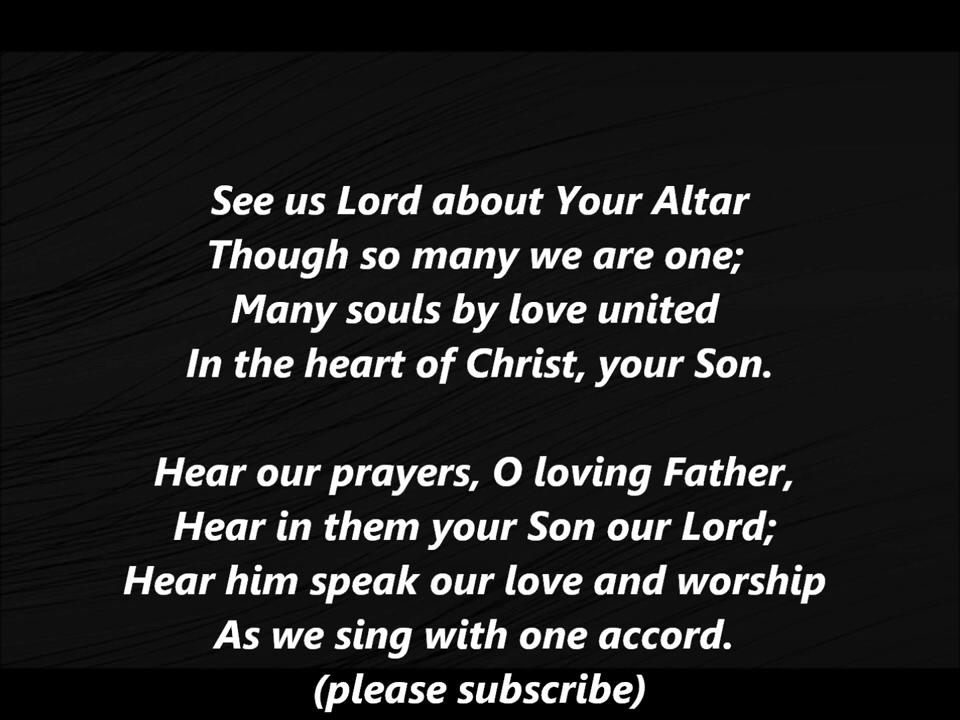 See us Lord about Your Altar
Though so many we are one;
Many souls by love united
In the heart of Christ, your Son.
Hear our prayers, O loving Father,
Hear in them your Son our Lord;
Hear him speak our love and worship
As we sing with one accord.
(please subscribe)